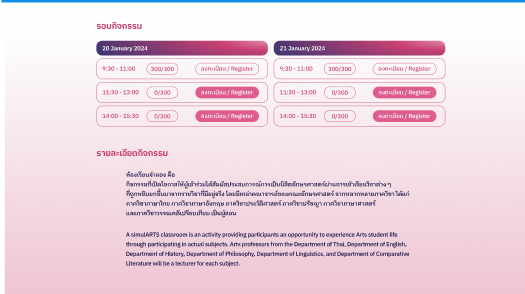 รอบกิจกรรม
20 January 2024
9:30 - 11:00 300/300 ลงทะเบียน / Register
11:30 - 13:00 0/300 ลงทะเบียน / Register
14:00 - 15:30 0/300 ลงทะเบียน / Register
21 January 2024
9:30 - 11:00 300/300 ลงทะเบียน / Register
11:30 - 13:00 0/300 ลงทะเบียน / Register
14:00 - 15:30 0/300 ลงทะเบียน / Register
รายละเอียดกิจกรรม
ห้องเรียนจำลอง คือ
กิจกรรมที่เปิดโอกาสให้ผู้เข้าร่วมได้สัมผัสประสบการณ์การเป็นนิสิตอักษรศาสตร์ผ่านการเข้าเรียนวิชาต่าง ๆ
ที่ถูกหยิบยกขึ้นมาจากรายวิชาที่มีอยู่จริง โดยมีเหล่าคณาจารย์ของคณะอักษรศาสตร์ จากหลากหลายภาควิชา ได้แก่
ภาควิชาภาษาไทย ภาควิชาภาษาอังกฤษ ภาควิชาประวัติศาสตร์ ภาควิชาปรัชญา ภาควิชาภาษาศาสตร์
และภาควิชาวรรณคดีเปรียบเทียบ เป็นผู้สอน
A simulARTS classroom is an activity providing participants an opportunity to experience Arts student life
through participating in actual subjects. Arts professors from the Department of Thai, Department of English,
Department of History, Department of Philosophy, Department of Linguistics, and Department of Comparative
Literature will be a lecturer for each subject.